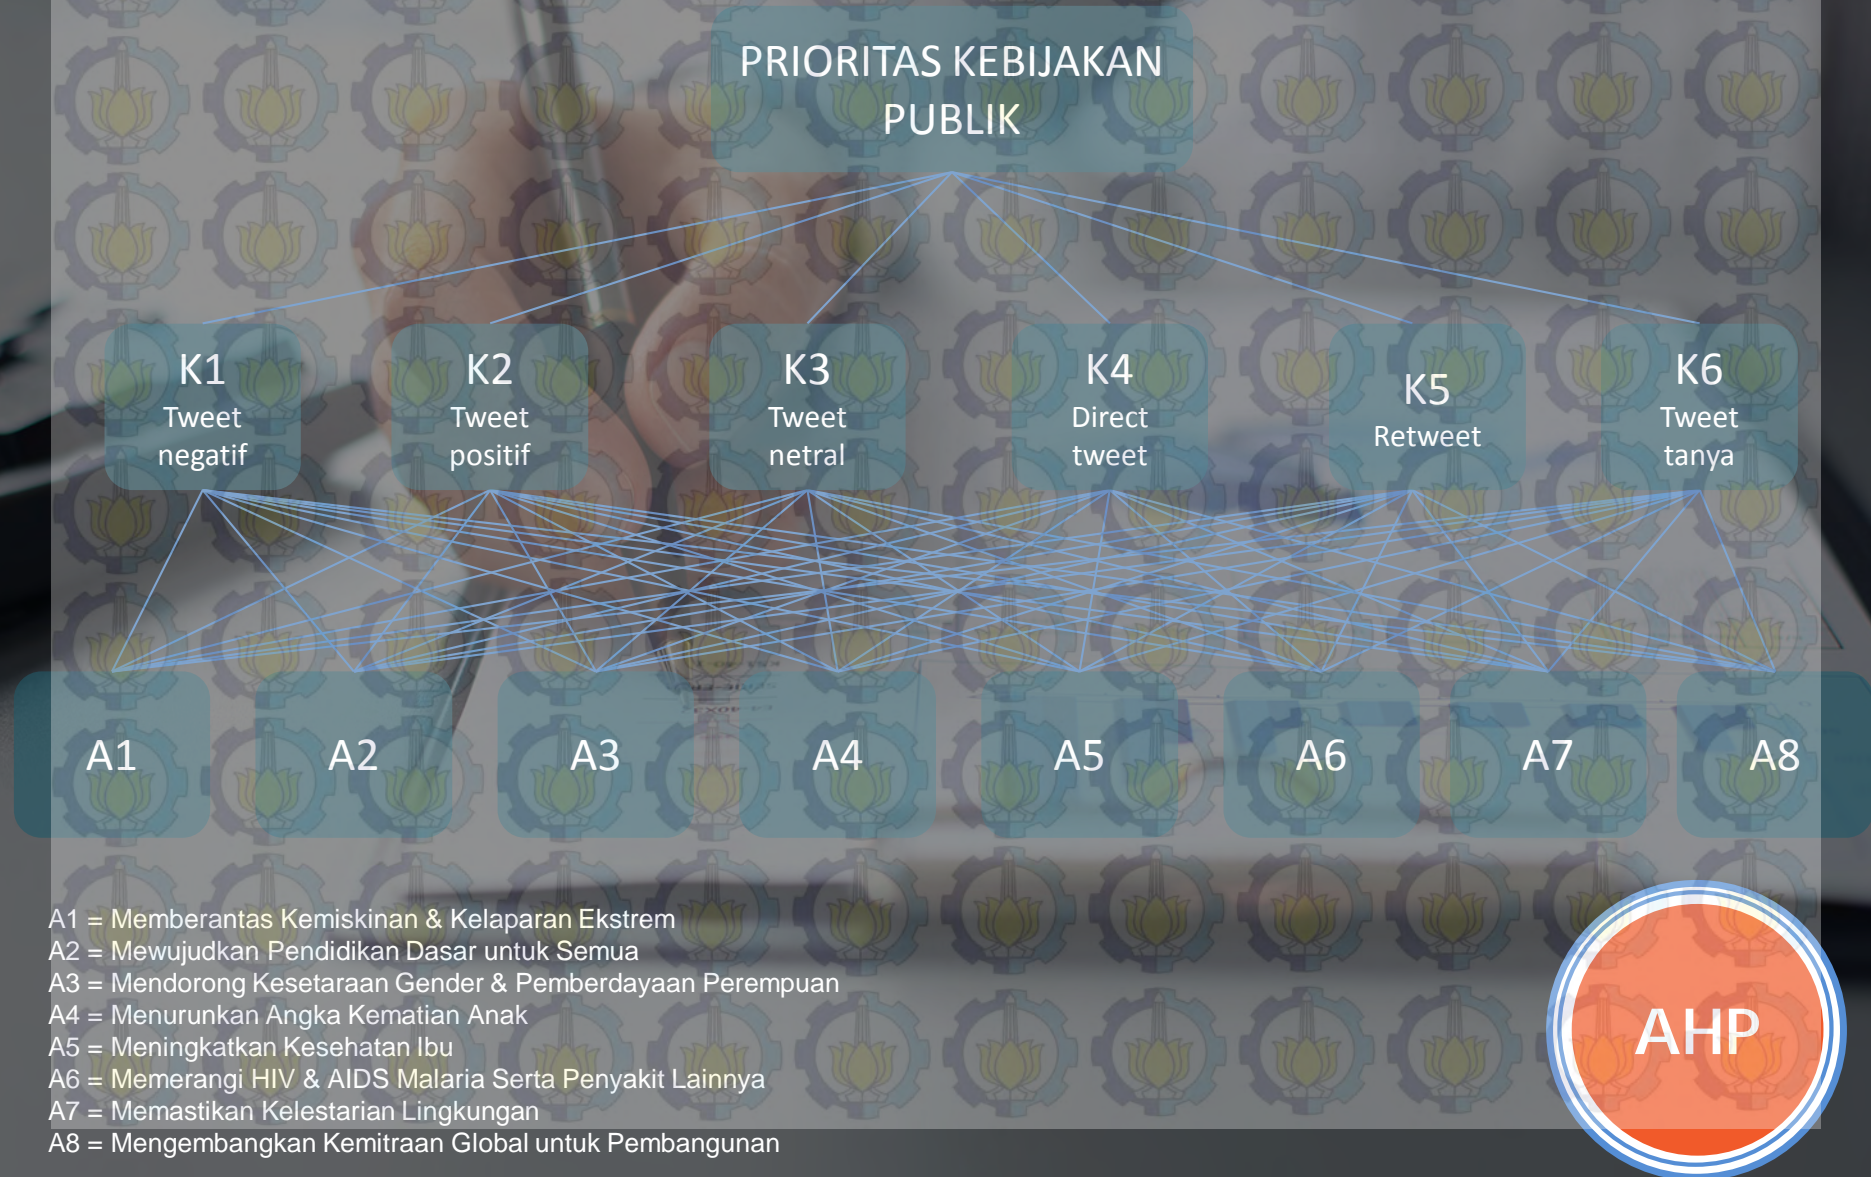 PRIORITAS KEBIJAKAN
PUBLIK
K1
Tweet
negatif
K2
Tweet
positif
K3
Tweet
netral
K4
Direct
tweet
K5
Retweet
K6
Tweet
tanya
A1
A2
A3
A4
A5
A6
A7
A8
A1 = Memberantas Kemiskinan & Kelaparan Ekstrem
A2 = Mewujudkan Pendidikan Dasar untuk Semua
A3 = Mendorong Kesetaraan Gender & Pemberdayaan Perempuan
A4 = Menurunkan Angka Kematian Anak
A5 = Meningkatkan Kesehatan Ibu
A6 = Memerangi HIV & AIDS Malaria Serta Penyakit Lainnya
A7 = Memastikan Kelestarian Lingkungan
A8 = Mengembangkan Kemitraan Global untuk Pembangunan
AHP